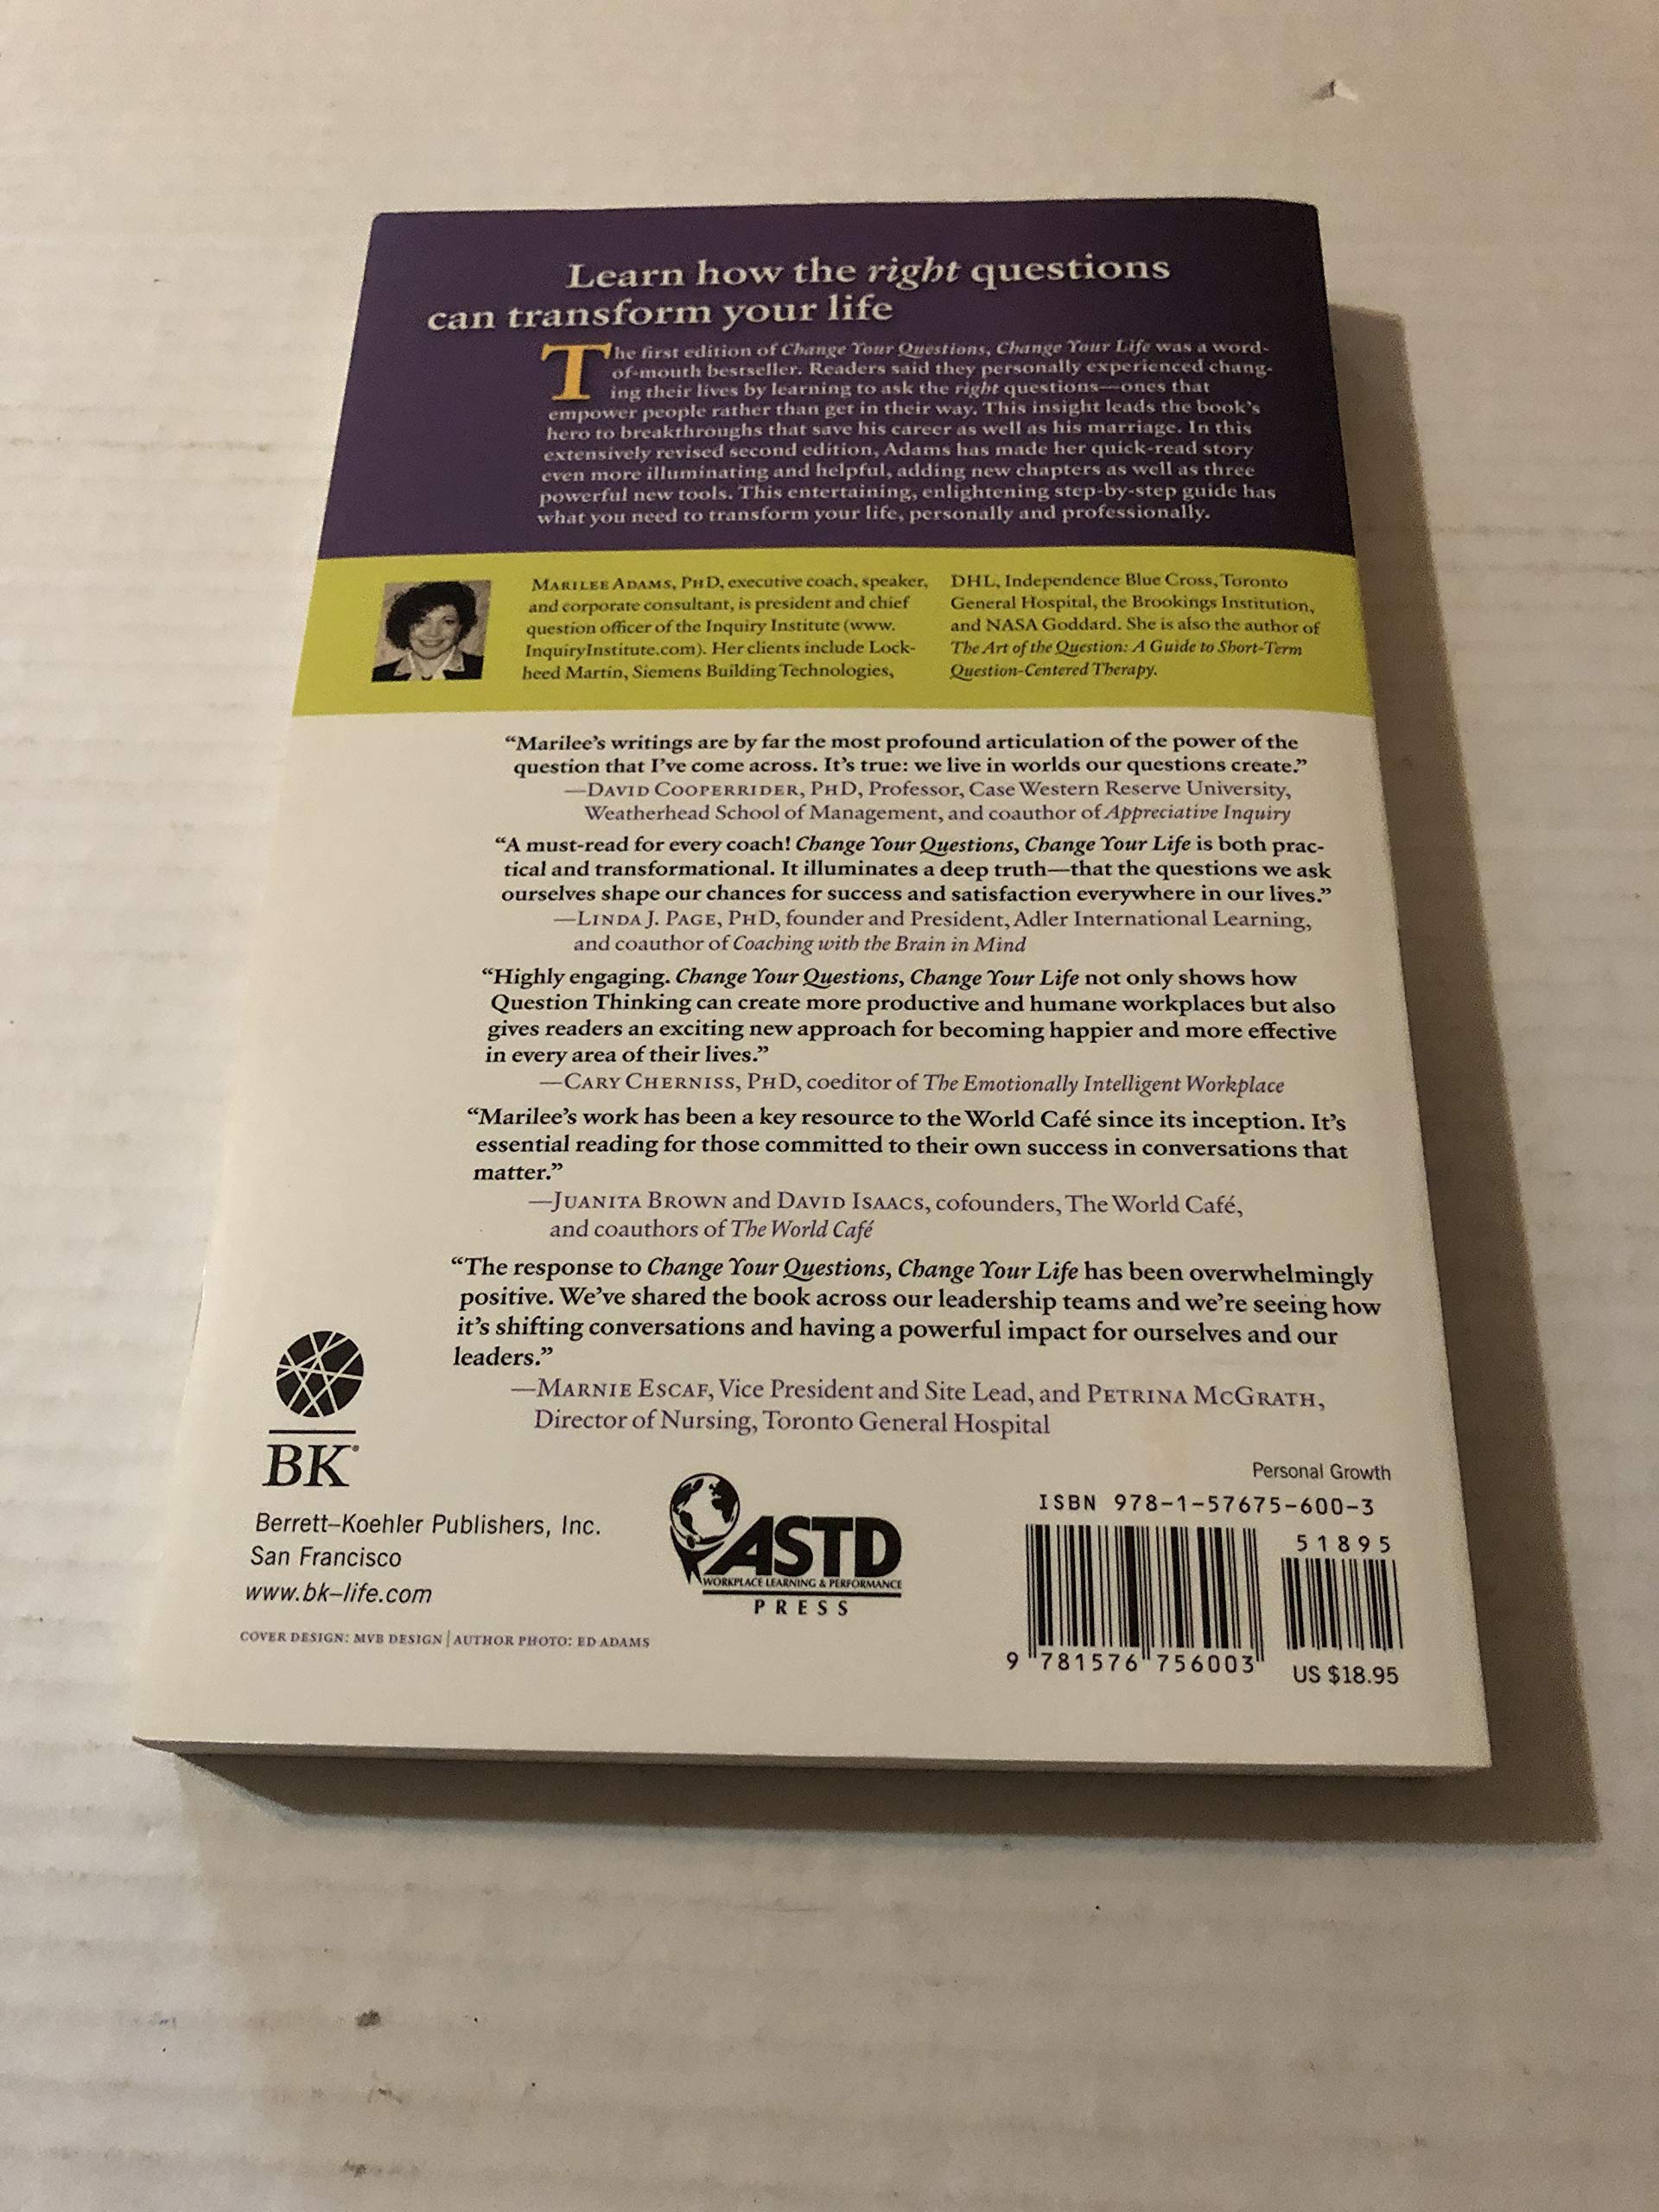 Learn how the right questions
can transform your life
The first edition of Change Your Questions, Change Your Life was a word-
of-mouth bestseller. Readers said they personally experienced chang-
ing their lives by learning to ask the right questions—ones that
empower people rather than get in their way. This insight leads the book's
hero to breakthroughs that save his career as well as his marriage. In this
extensively revised second edition, Adams has made her quick-read story
even more illuminating and helpful, adding new chapters as well as three
powerful new tools. This entertaining, enlightening step-by-step guide has
what you need to transform your life, personally and professionally.
MARILEE ADAMS, PHD, executive coach, speaker,
and corporate consultant, is president and chief
question officer of the Inquiry Institute (www.
InquiryInstitute.com). Her clients include Lock-
heed Martin, Siemens Building Technologies,
DHL, Independence Blue Cross, Toronto
General Hospital, the Brookings Institution,
and NASA Goddard. She is also the author of
The Art of the Question: A Guide to Short-Term
Question-Centered Therapy.
“Marilee's writings are by far the most profound articulation of the power of the
question that I've come across. It's true: we live in worlds our questions create.”
—DAVID COOPERRIDER, PHD, Professor, Case Western Reserve University,
Weatherhead School of Management, and coauthor of Appreciative Inquiry
“A must-read for every coach! Change Your Questions, Change Your Life is both prac-
tical and transformational. It illuminates a deep truth—that the questions we ask
ourselves shape our chances for success and satisfaction everywhere in our lives.”
—LINDA J. PAGE, PHD, founder and President, Adler International Learning,
and coauthor of Coaching with the Brain in Mind
“Highly engaging. Change Your Questions, Change Your Life not only shows how
Question Thinking can create more productive and humane workplaces but also
gives readers an exciting new approach for becoming happier and more effective
in every area of their lives.”
—CARY CHERNISS, PHD, coeditor of The Emotionally Intelligent Workplace
“Marilee's work has been a key resource to the World Café since its inception. It's
essential reading for those committed to their own success in conversations that
matter.”
—JUANITA BROWN and DAVID ISAACS, cofounders, The World Café,
and coauthors of The World Café
“The response to Change Your Questions, Change Your Life has been overwhelmingly
positive. We've shared the book across our leadership teams and we're seeing how
it's shifting conversations and having a powerful impact for ourselves and our
leaders.”
—MARNIE ESCAF, Vice President and Site Lead, and PETRINA MCGRATH,
Director of Nursing, Toronto General Hospital
BK®
Berrett–Koehler Publishers, Inc.
San Francisco
www.bk–life.com
COVER DESIGN: MVB DESIGN | AUTHOR PHOTO: ED ADAMS
ASTD
WORKPLACE LEARNING & PERFORMANCE
PRESS
Personal Growth
ISBN 978-1-57675-600-3
51895
9 781576 756003
US $18.95